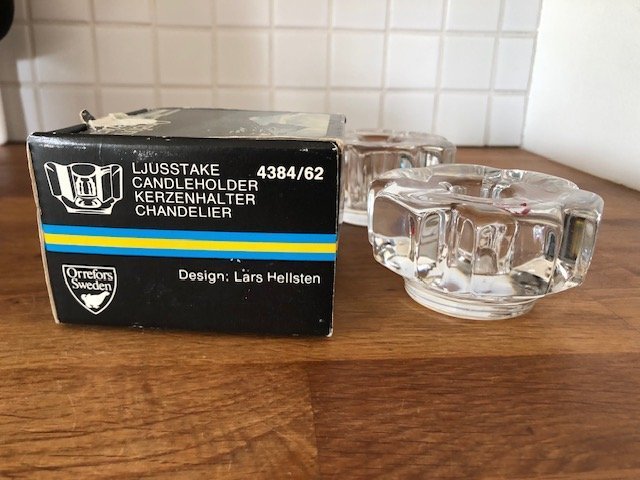 LJUSSTAKE 4384/62
CANDLEHOLDER
KERZENHALTER
CHANDELIER
Orrefors
Sweden
Design: Lars Hellsten